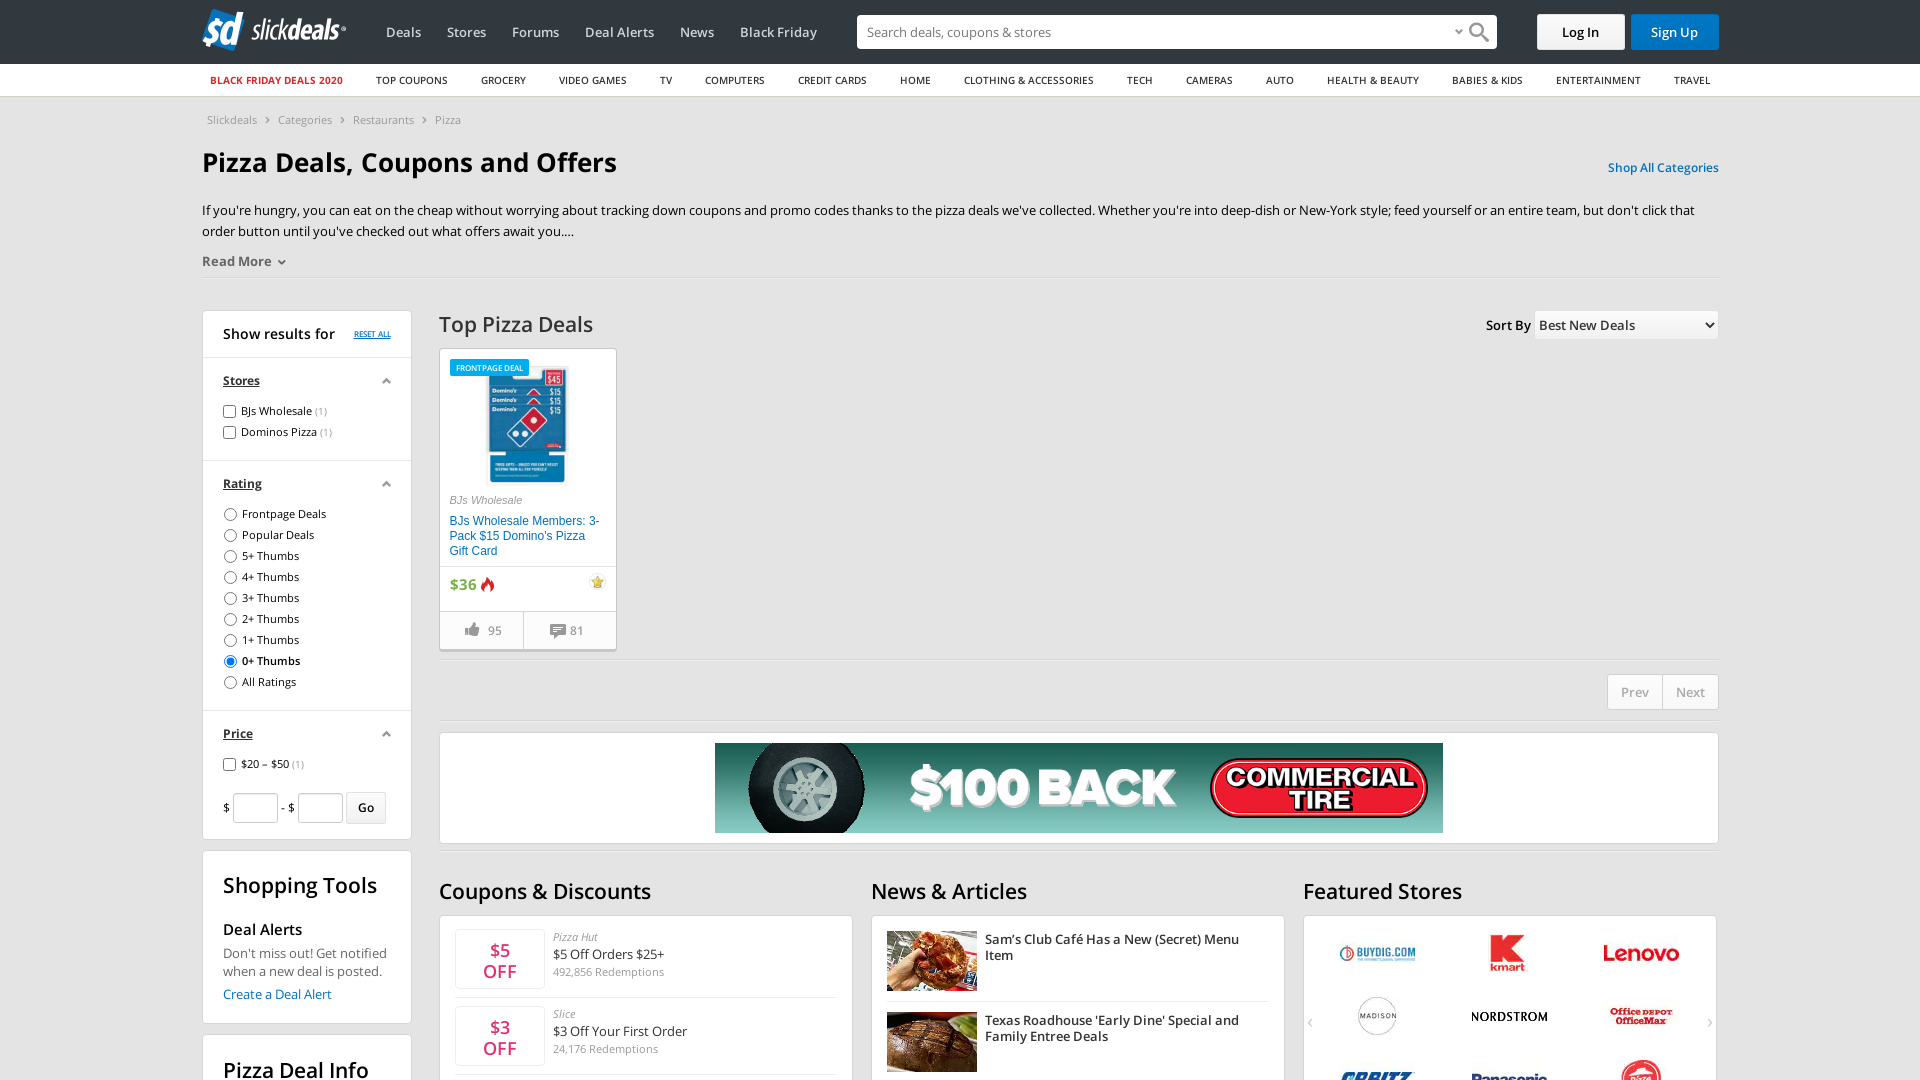 slickdeals
Deals
Stores
Forums
Deal Alerts
News
Black Friday
Search deals, coupons & stores
Log In
Sign Up
BLACK FRIDAY DEALS 2020
TOP COUPONS
GROCERY
VIDEO GAMES
TV
COMPUTERS
CREDIT CARDS
HOME
CLOTHING & ACCESSORIES
TECH
CAMERAS
AUTO
HEALTH & BEAUTY
BABIES & KIDS
ENTERTAINMENT
TRAVEL
Slickdeals > Categories > Restaurants > Pizza
Pizza Deals, Coupons and Offers
Shop All Categories
If you're hungry, you can eat on the cheap without worrying about tracking down coupons and promo codes thanks to the pizza deals we've collected. Whether you're into deep-dish or New-York style; feed yourself or an entire team, but don't click that
order button until you've checked out what offers await you....
Read More
Show results for
RESET ALL
Stores
BJs Wholesale (1)
Dominos Pizza (1)
Rating
Frontpage Deals
Popular Deals
5+ Thumbs
4+ Thumbs
3+ Thumbs
2+ Thumbs
1+ Thumbs
0+ Thumbs
All Ratings
Price
$20 – $50 (1)
$ - $ Go
Shopping Tools
Deal Alerts
Don't miss out! Get notified
when a new deal is posted.
Create a Deal Alert
Pizza Deal Info
Top Pizza Deals
Sort By Best New Deals
FRONTPAGE DEAL
$45
Domino's $15
Domino's $15
Domino's $15
BJs Wholesale
BJs Wholesale Members: 3-
Pack $15 Domino's Pizza
Gift Card
$36
95
81
Prev
Next
$100 BACK
COMMERCIAL
TIRE
Coupons & Discounts
$5
OFF
Pizza Hut
$5 Off Orders $25+
492,856 Redemptions
$3
OFF
Slice
$3 Off Your First Order
24,176 Redemptions
News & Articles
Sam's Club Café Has a New (Secret) Menu
Item
Texas Roadhouse 'Early Dine' Special and
Family Entree Deals
Featured Stores
BUYDIG.COM
kmart
Lenovo
MADISON
NORDSTROM
Office DEPOT
OfficeMax
ORBITZ
Panasonic